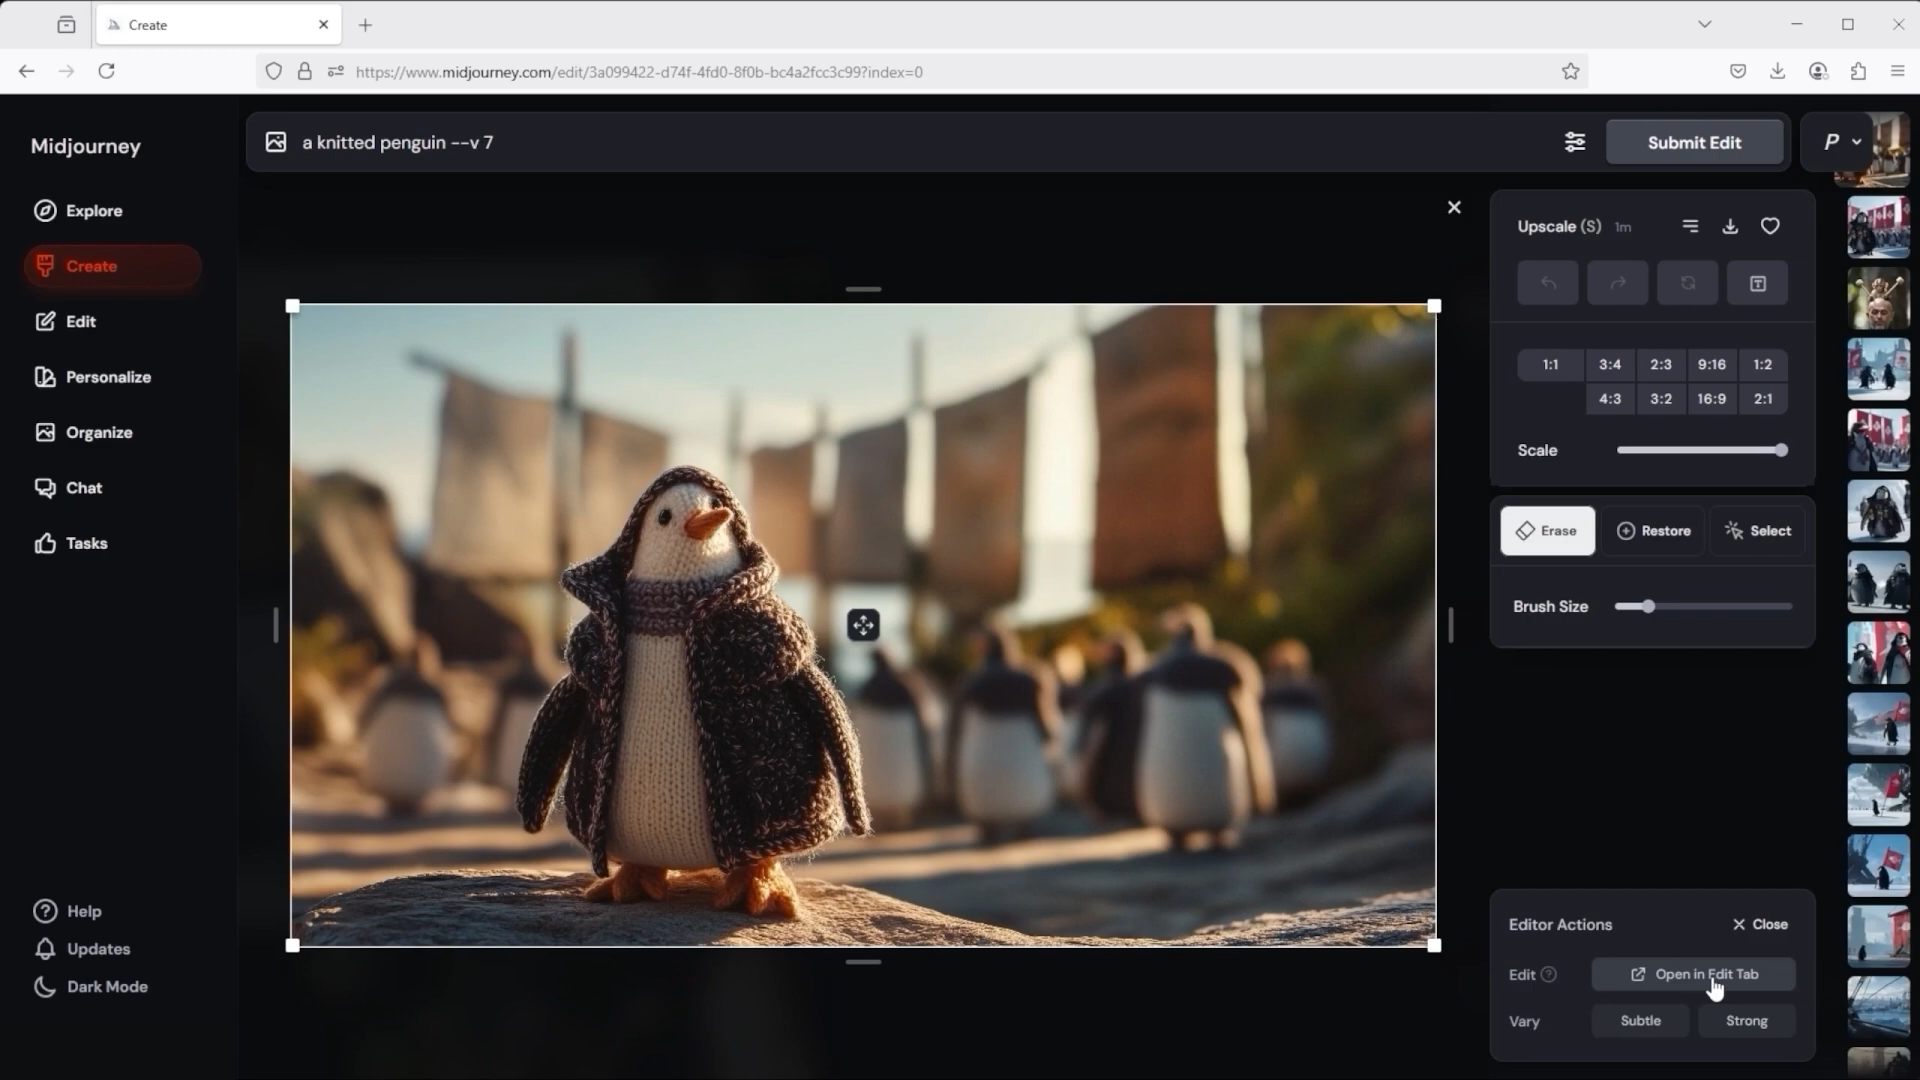 Create
https://www.midjourney.com/edit/3a099422-d74f-4fd0-8f0b-bc4a2fcc3c99?index=0
Midjourney
a knitted penguin --v 7
Submit Edit
P
Explore
Create
Edit
Personalize
Organize
Chat
Tasks
Help
Updates
Dark Mode
Upscale (S) 1m
1:1 3:4 2:3 9:16 1:2
4:3 3:2 16:9 2:1
Scale
Erase Restore Select
Brush Size
Editor Actions Close
Edit Open in Edit Tab
Vary Subtle Strong